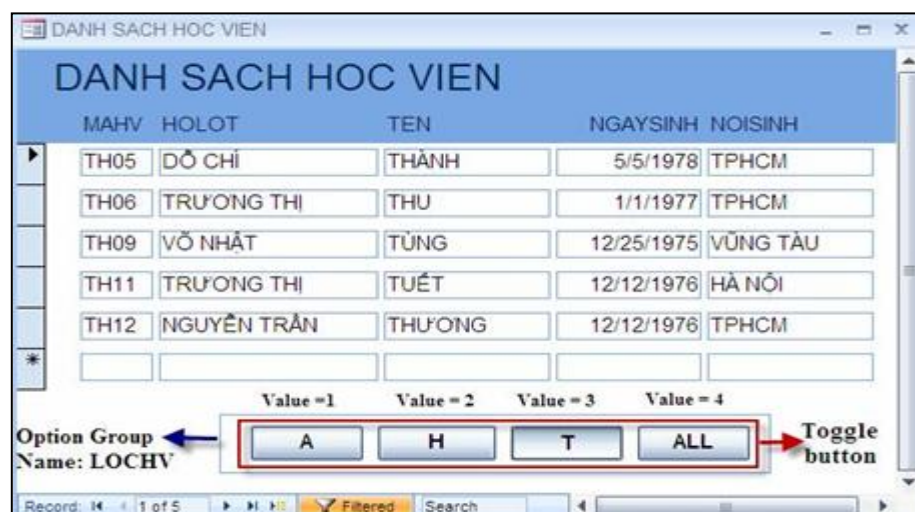 DANH SACH HOC VIEN
DANH SACH HOC VIEN
MAHV HOLOT TEN NGAYSINH NOISINH
TH05 DỖ CHÍ THÀNH 5/5/1978 TPHCM
TH06 TRƯƠNG THỊ THU 1/1/1977 TPHCM
TH09 VÕ NHẬT TÙNG 12/25/1975 VŨNG TÀU
TH11 TRƯƠNG THỊ TUẾT 12/12/1976 HÀ NỘI
TH12 NGUYỄN TRẦN THƯƠNG 12/12/1976 TPHCM
Value =1 Value = 2 Value = 3 Value = 4
Option Group A H T ALL Toggle
Name: LOCHV button
Record: 1 of 5 Filtered Search